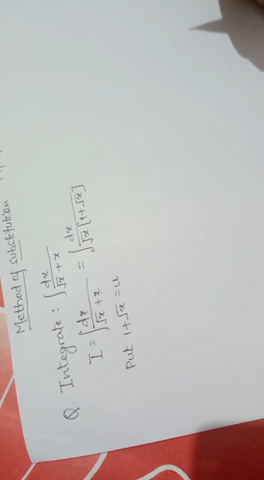 Method of substitution
Q Integrate : ∫ dx / √x + x
I = ∫ dx / √x + x = ∫ dx / √x [1+√x]
Put 1+√x = u